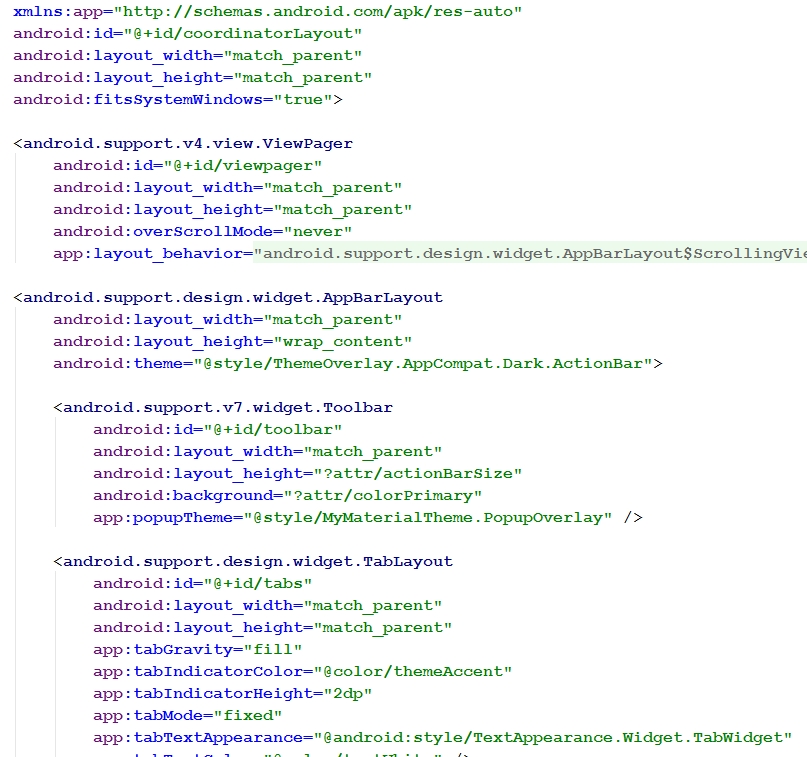 xmlns:app="http://schemas.android.com/apk/res-auto"
android:id="@+id/coordinatorLayout"
android:layout_width="match_parent"
android:layout_height="match_parent"
android:fitsSystemWindows="true">
<android.support.v4.view.ViewPager
android:id="@+id/viewpager"
android:layout_width="match_parent"
android:layout_height="match_parent"
android:overScrollMode="never"
app:layout_behavior="android.support.design.widget.AppBarLayout$ScrollingVie
<android.support.design.widget.AppBarLayout
android:layout_width="match_parent"
android:layout_height="wrap_content"
android:theme="@style/ThemeOverlay.AppCompat.Dark.ActionBar">
<android.support.v7.widget.Toolbar
android:id="@+id/toolbar"
android:layout_width="match_parent"
android:layout_height="?attr/actionBarSize"
android:background="?attr/colorPrimary"
app:popupTheme="@style/MyMaterialTheme.PopupOverlay" />
<android.support.design.widget.TabLayout
android:id="@+id/tabs"
android:layout_width="match_parent"
android:layout_height="match_parent"
app:tabGravity="fill"
app:tabIndicatorColor="@color/themeAccent"
app:tabIndicatorHeight="2dp"
app:tabMode="fixed"
app:tabTextAppearance="@android:style/TextAppearance.Widget.TabWidget"